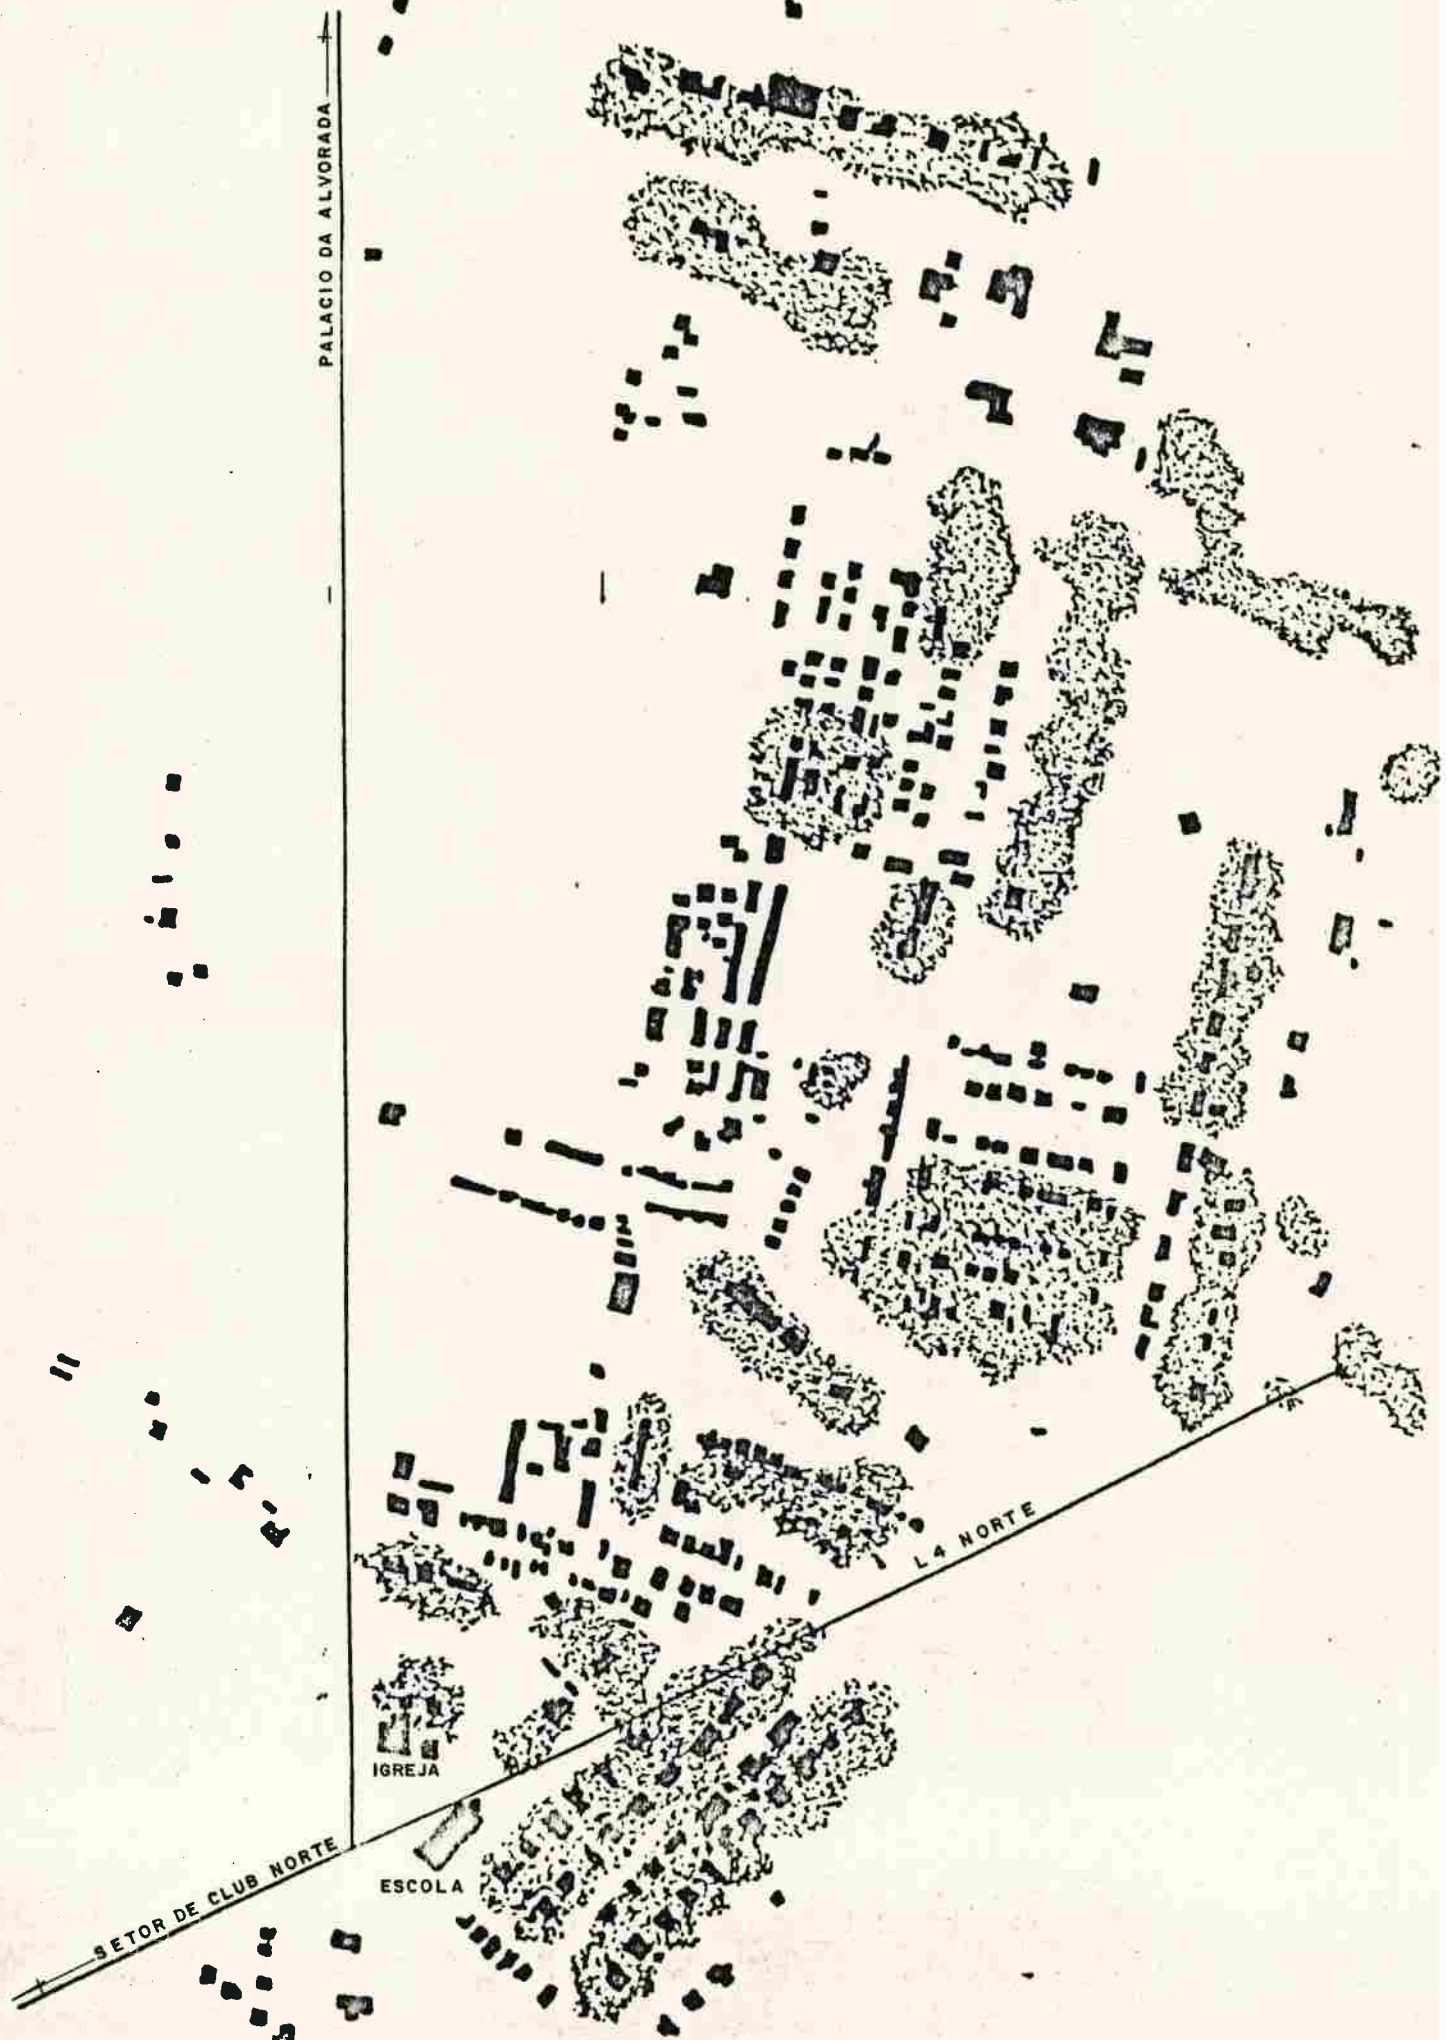 PALACIO DA ALVORADA
L4 NORTE
IGREJA
SETOR DE CLUB NORTE
ESCOLA